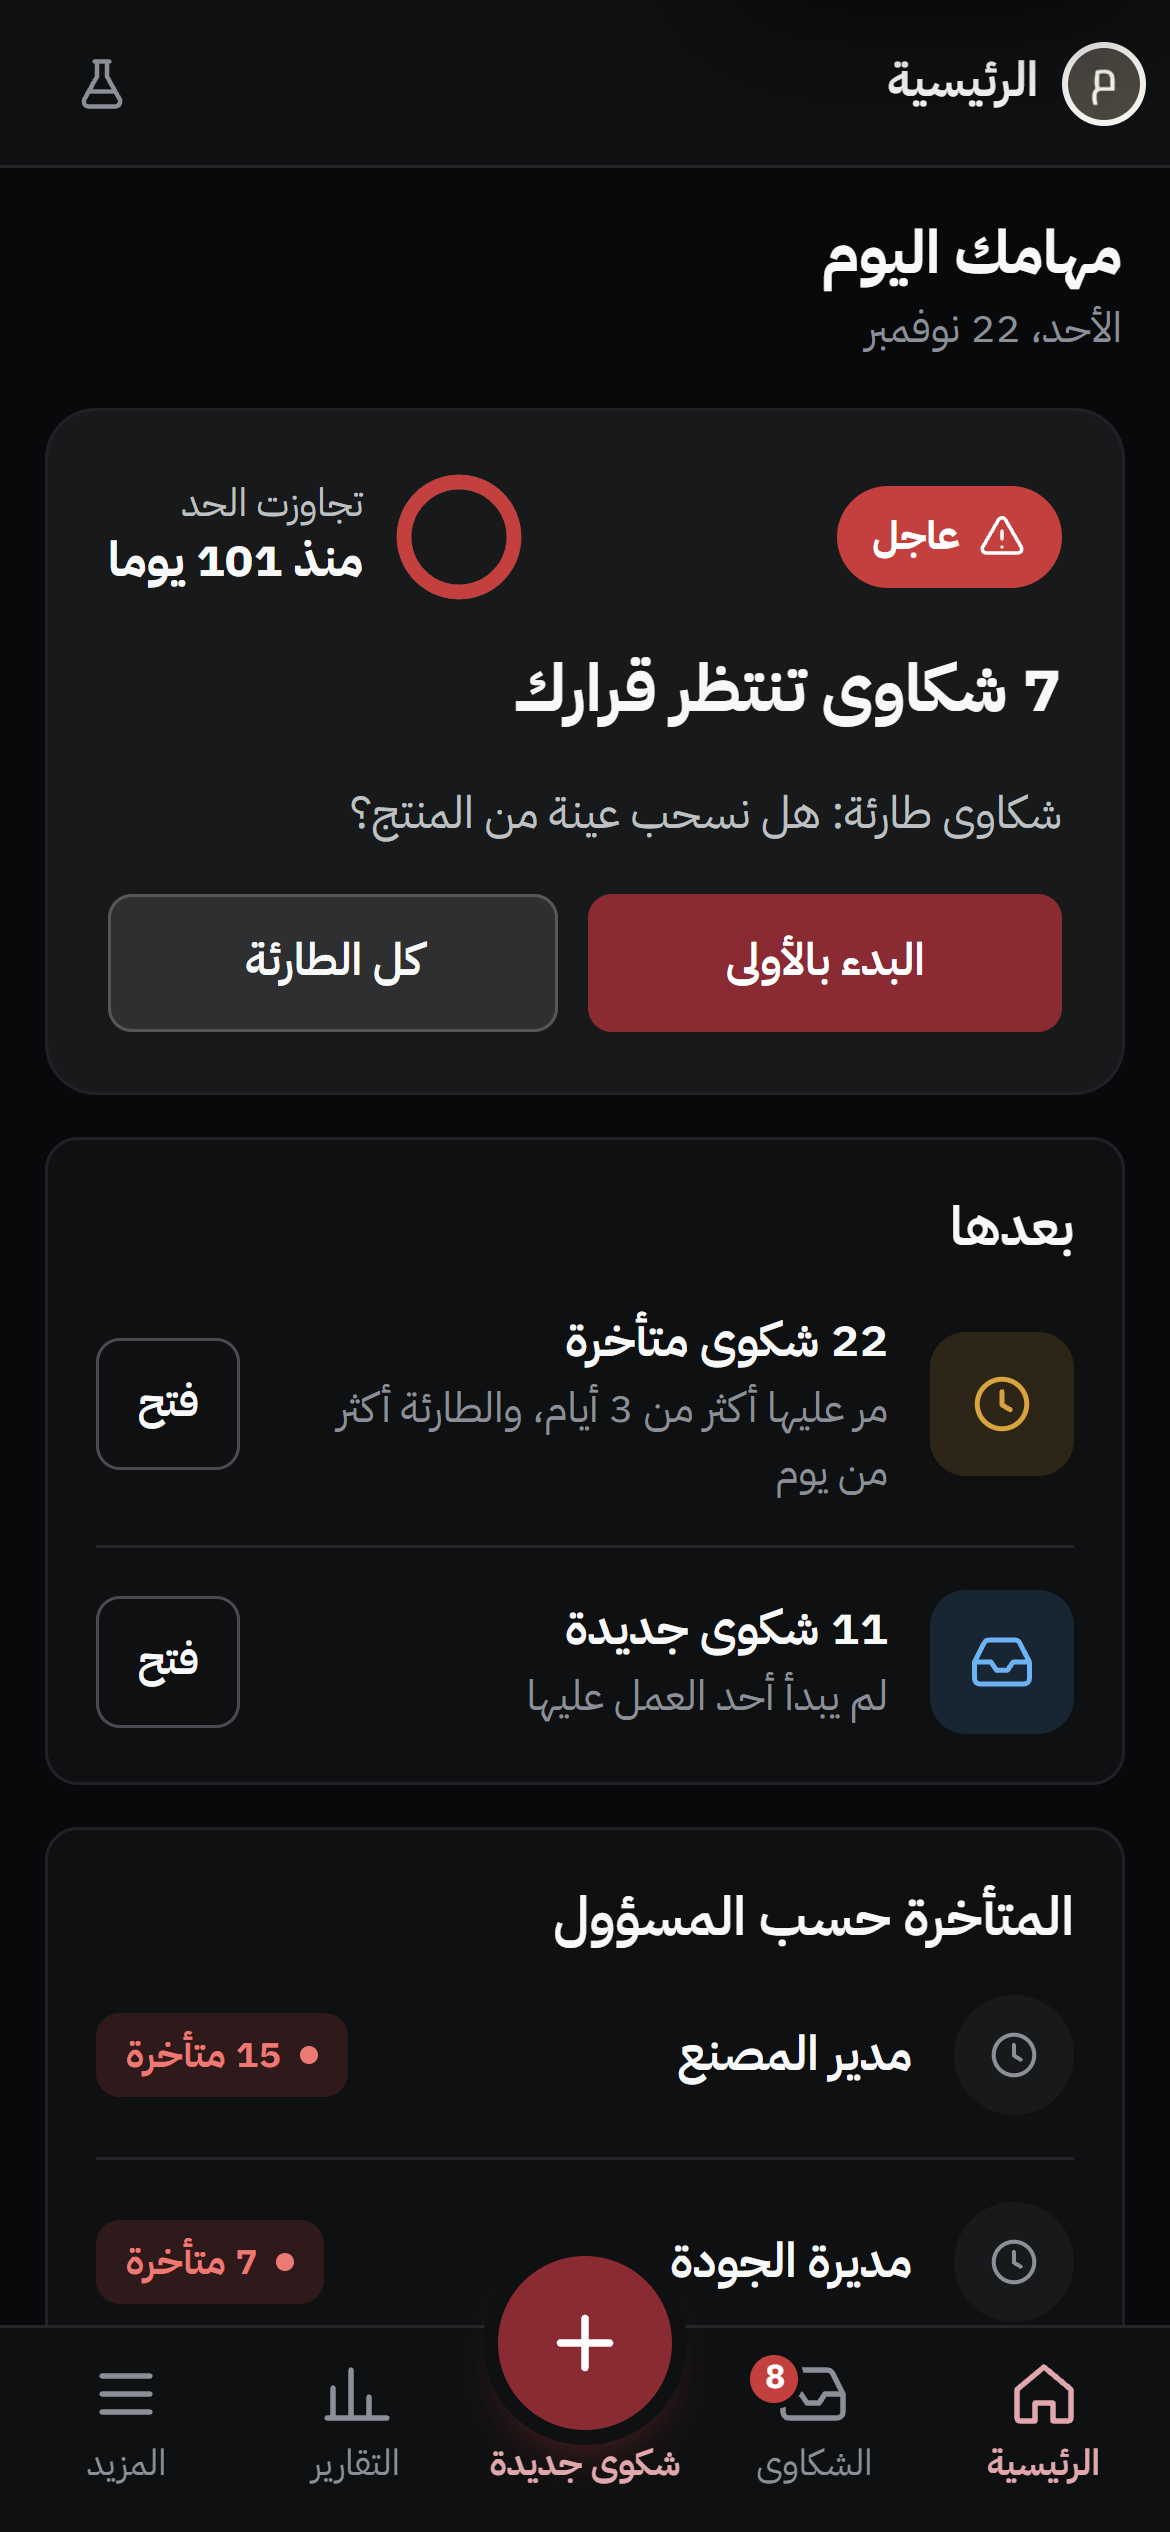 م
الرئيسية
مهامك اليوم
الأحد، 22 نوفمبر
عاجل
تجاوزت الحد
منذ 101 يوما
7 شكاوى تنتظر قرارك
شكاوى طارئة: هل نسحب عينة من المنتج؟
البدء بالأولى
كل الطارئة
بعدها
22 شكوى متأخرة
مر عليها أكثر من 3 أيام، والطارئة أكثر
من يوم
فتح
11 شكوى جديدة
لم يبدأ أحد العمل عليها
فتح
المتأخرة حسب المسؤول
مدير المصنع
15 متأخرة
مديرة الجودة
7 متأخرة
الرئيسية
8
الشكاوى
شكوى جديدة
التقارير
المزيد